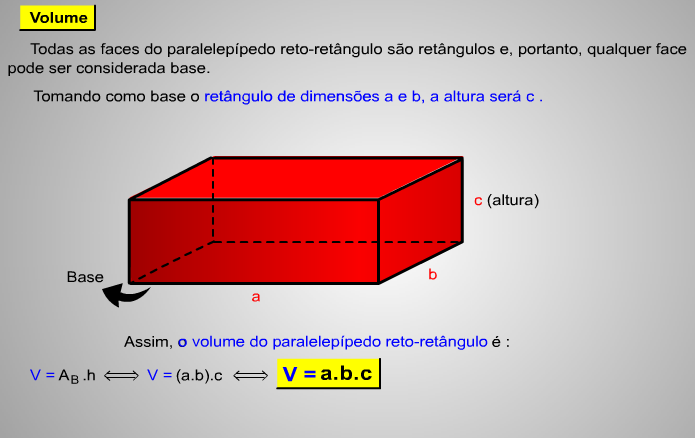 Volume
Todas as faces do paralelepípedo reto-retângulo são retângulos e, portanto, qualquer face
pode ser considerada base.
Tomando como base o retângulo de dimensões a e b, a altura será c .
c (altura)
Base
b
a
Assim, o volume do paralelepípedo reto-retângulo é :
V = A_B .h ⟺ V = (a.b).c ⟺ V = a.b.c